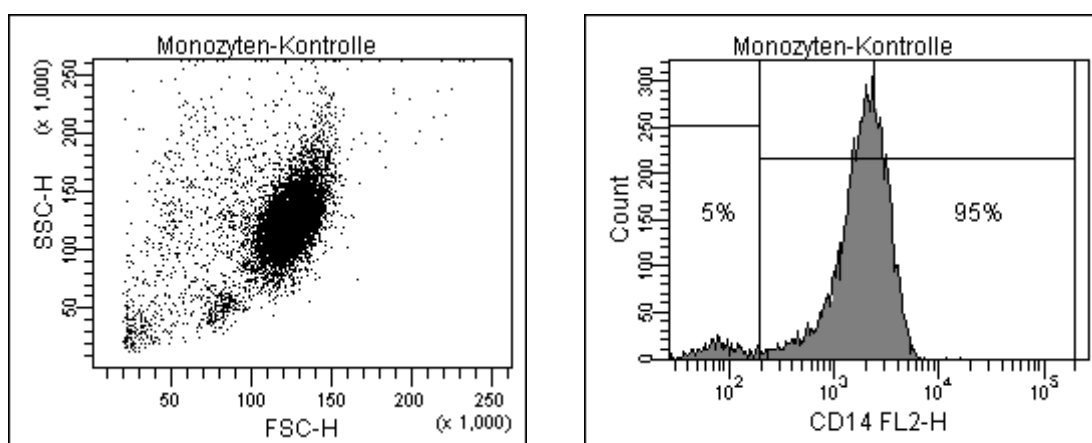 Monozyten-Kontrolle
250
(x 1,000)
200
150
100
50
SSC-H
50 100 150 200 250
FSC-H (x 1,000)
Monozyten-Kontrolle
300
250
200
150
100
50
0
Count
5% 95%
10² 10³ 10⁴ 10⁵
CD14 FL2-H